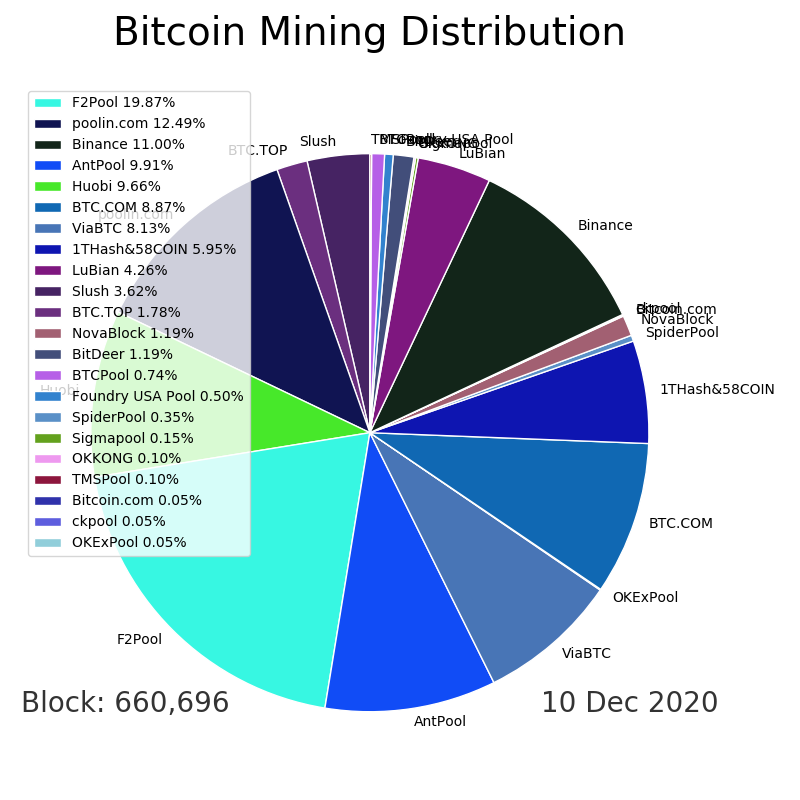 Bitcoin Mining Distribution
F2Pool 19.87%
poolin.com 12.49%
Binance 11.00%
AntPool 9.91%
Huobi 9.66%
BTC.COM 8.87%
ViaBTC 8.13%
1THash&58COIN 5.95%
LuBian 4.26%
Slush 3.62%
BTC.TOP 1.78%
NovaBlock 1.19%
BitDeer 1.19%
BTCPool 0.74%
Foundry USA Pool 0.50%
SpiderPool 0.35%
Sigmapool 0.15%
OKKONG 0.10%
TMSPool 0.10%
Bitcoin.com 0.05%
ckpool 0.05%
OKExPool 0.05%
BTC.TOP
Slush
LuBian
Binance
poolin.com
Bitcoin.com
NovaBlock
SpiderPool
Huobi
1THash&58COIN
BTC.COM
OKExPool
F2Pool
ViaBTC
AntPool
Block: 660,696
10 Dec 2020